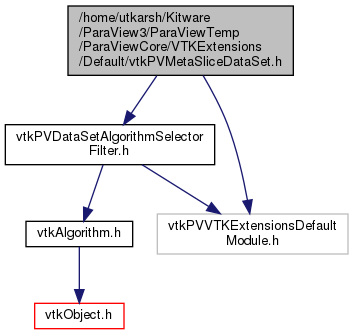 /home/utkarsh/Kitware
/ParaView3/ParaViewTemp
/ParaViewCore/VTKExtensions
/Default/vtkPVMetaSliceDataSet.h
vtkPVDataSetAlgorithmSelector
Filter.h
vtkAlgorithm.h
vtkPVVTKExtensionsDefault
Module.h
vtkObject.h